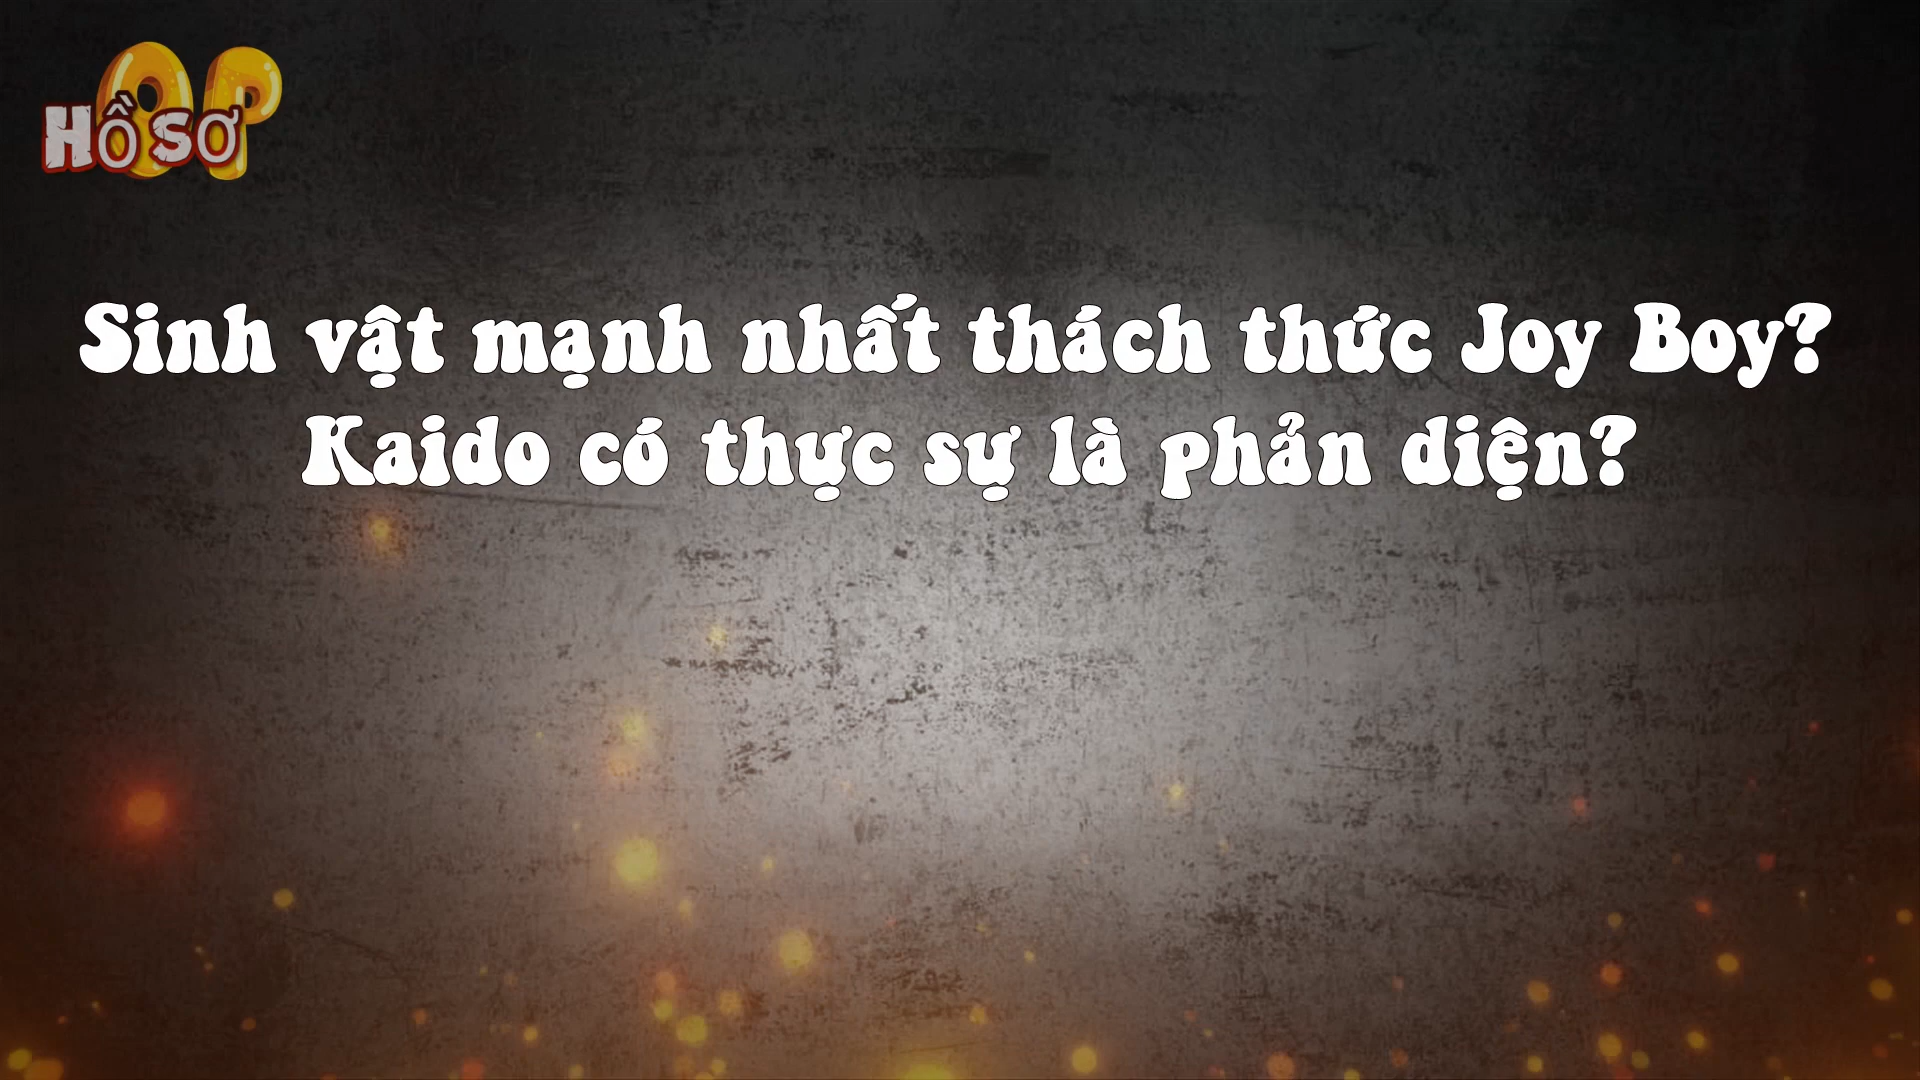 OP
HỒ SƠ
Sinh vật mạnh nhất thách thức Joy Boy?
Kaido có thực sự là phản diện?